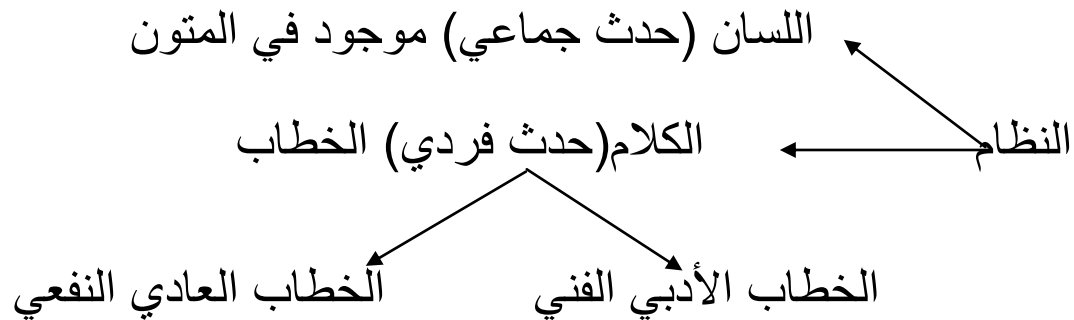 اللسان (حدث جماعي) موجود في المتون
النظام الكلام(حدث فردي) الخطاب
الخطاب الأدبي الفني الخطاب العادي النفعي